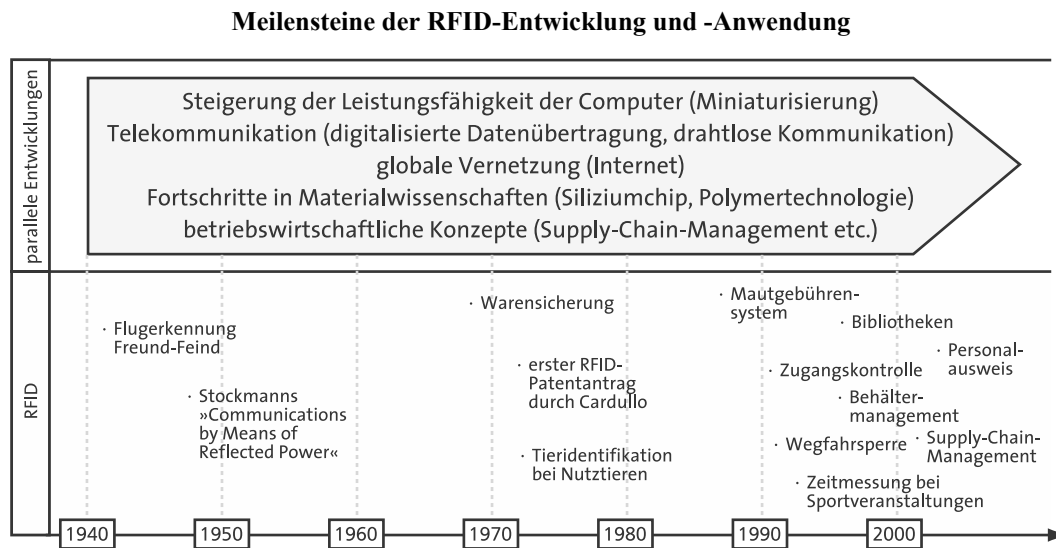 Meilensteine der RFID-Entwicklung und -Anwendung
parallele Entwicklungen
Steigerung der Leistungsfähigkeit der Computer (Miniaturisierung)
Telekommunikation (digitalisierte Datenübertragung, drahtlose Kommunikation)
globale Vernetzung (Internet)
Fortschritte in Materialwissenschaften (Siliziumchip, Polymertechnologie)
betriebswirtschaftliche Konzepte (Supply-Chain-Management etc.)
RFID
· Flugerkennung
Freund-Feind
· Stockmanns
»Communications
by Means of
Reflected Power«
· Warensicherung
· erster RFID-
Patentantrag
durch Cardullo
· Tieridentifikation
bei Nutztieren
· Mautgebühren-
system
· Bibliotheken
· Personal-
ausweis
· Zugangskontrolle
· Behälter-
management
· Wegfahrsperre
· Supply-Chain-
Management
· Zeitmessung bei
Sportveranstaltungen
1940
1950
1960
1970
1980
1990
2000